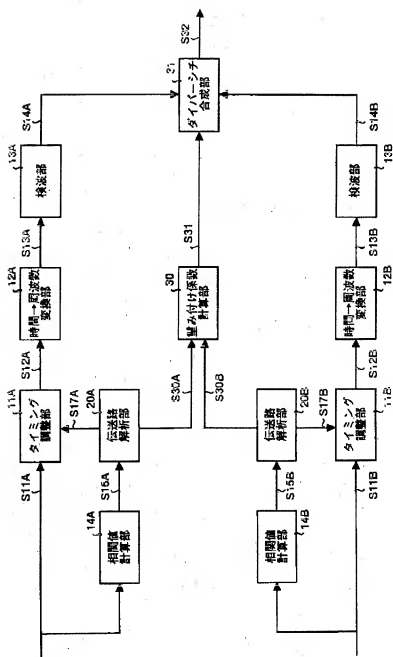 S11A
11A
タイミング
調整部
S12A
12A
時間→周波数
変換部
S13A
13A
検波部
S14A
S17A
14A
相関値
計算部
S15A
20A
伝送路
解析部
S30A
30
重み付け係数
計算部
S31
31
ダイバーシチ
合成部
S32
S30B
14B
相関値
計算部
S15B
20B
伝送路
解析部
S17B
S11B
11B
タイミング
調整部
S12B
12B
時間→周波数
変換部
S13B
13B
検波部
S14B